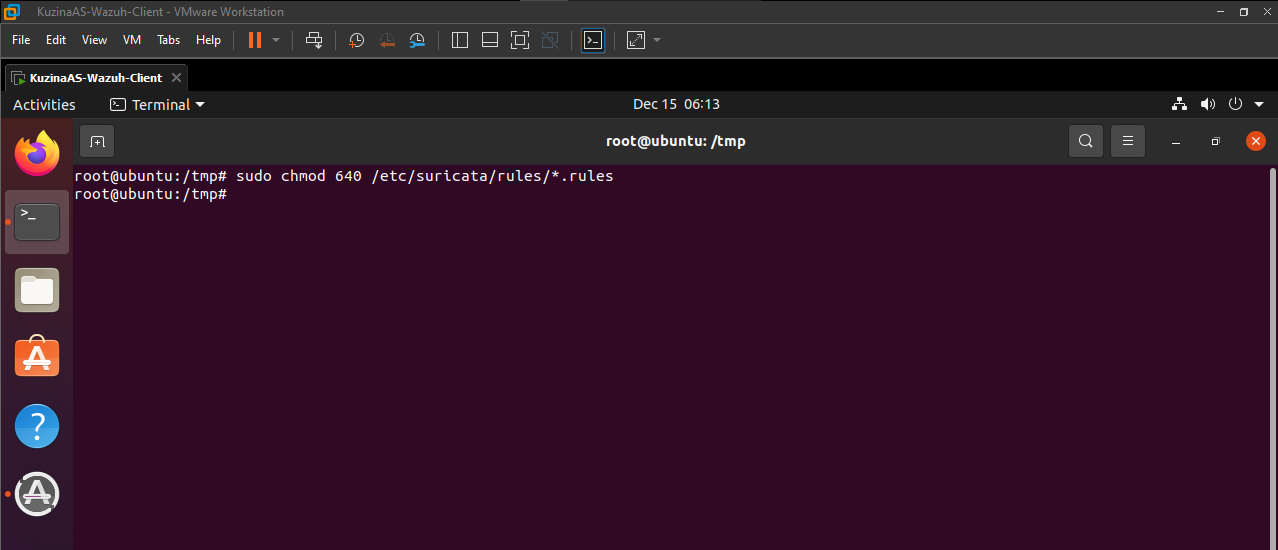 KuzinaAS-Wazuh-Client - VMware Workstation
File Edit View VM Tabs Help
KuzinaAS-Wazuh-Client
Activities Terminal Dec 15 06:13
root@ubuntu: /tmp
root@ubuntu:/tmp# sudo chmod 640 /etc/suricata/rules/*.rules
root@ubuntu:/tmp#